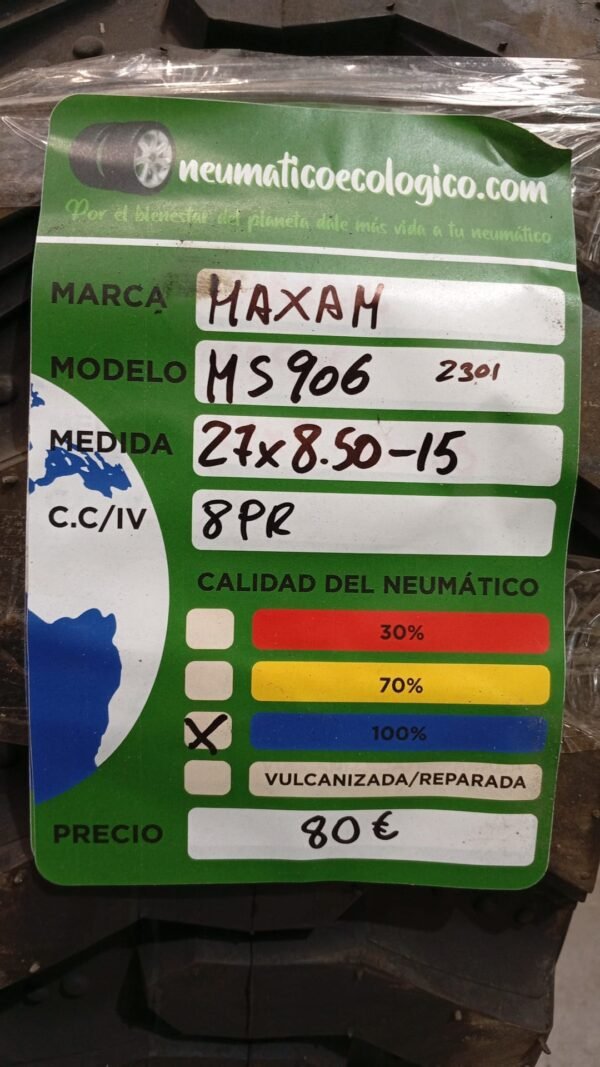 neumaticoecologico.com
Por el bienestar del planeta dale más vida a tu neumático
MARCA MAXAM
MODELO MS906 2301
MEDIDA 27x8.50-15
C.C/IV 8PR
CALIDAD DEL NEUMÁTICO
30%
70%
X 100%
VULCANIZADA/REPARADA
PRECIO 80€